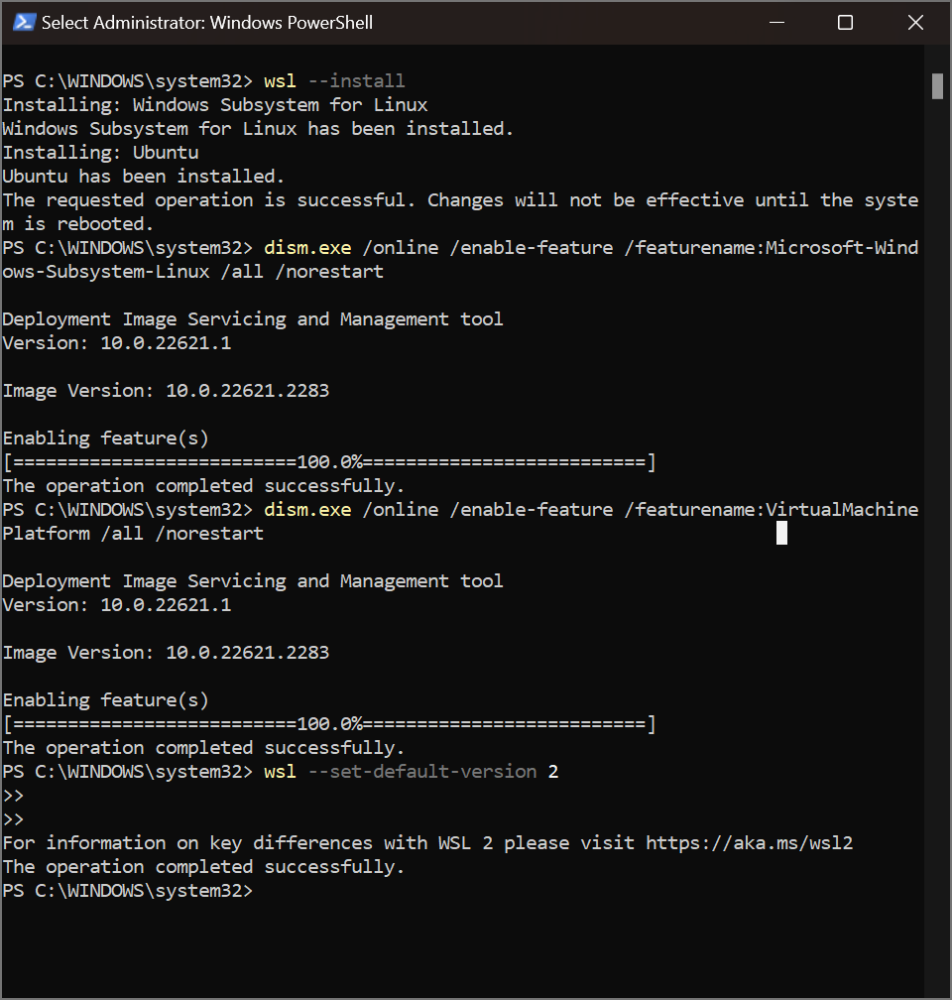 Select Administrator: Windows PowerShell
PS C:\WINDOWS\system32> wsl --install
Installing: Windows Subsystem for Linux
Windows Subsystem for Linux has been installed.
Installing: Ubuntu
Ubuntu has been installed.
The requested operation is successful. Changes will not be effective until the syste
m is rebooted.
PS C:\WINDOWS\system32> dism.exe /online /enable-feature /featurename:Microsoft-Wind
ows-Subsystem-Linux /all /norestart
Deployment Image Servicing and Management tool
Version: 10.0.22621.1
Image Version: 10.0.22621.2283
Enabling feature(s)
[==========================100.0%==========================]
The operation completed successfully.
PS C:\WINDOWS\system32> dism.exe /online /enable-feature /featurename:VirtualMachine
Platform /all /norestart
Deployment Image Servicing and Management tool
Version: 10.0.22621.1
Image Version: 10.0.22621.2283
Enabling feature(s)
[==========================100.0%==========================]
The operation completed successfully.
PS C:\WINDOWS\system32> wsl --set-default-version 2
>>
>>
For information on key differences with WSL 2 please visit https://aka.ms/wsl2
The operation completed successfully.
PS C:\WINDOWS\system32>